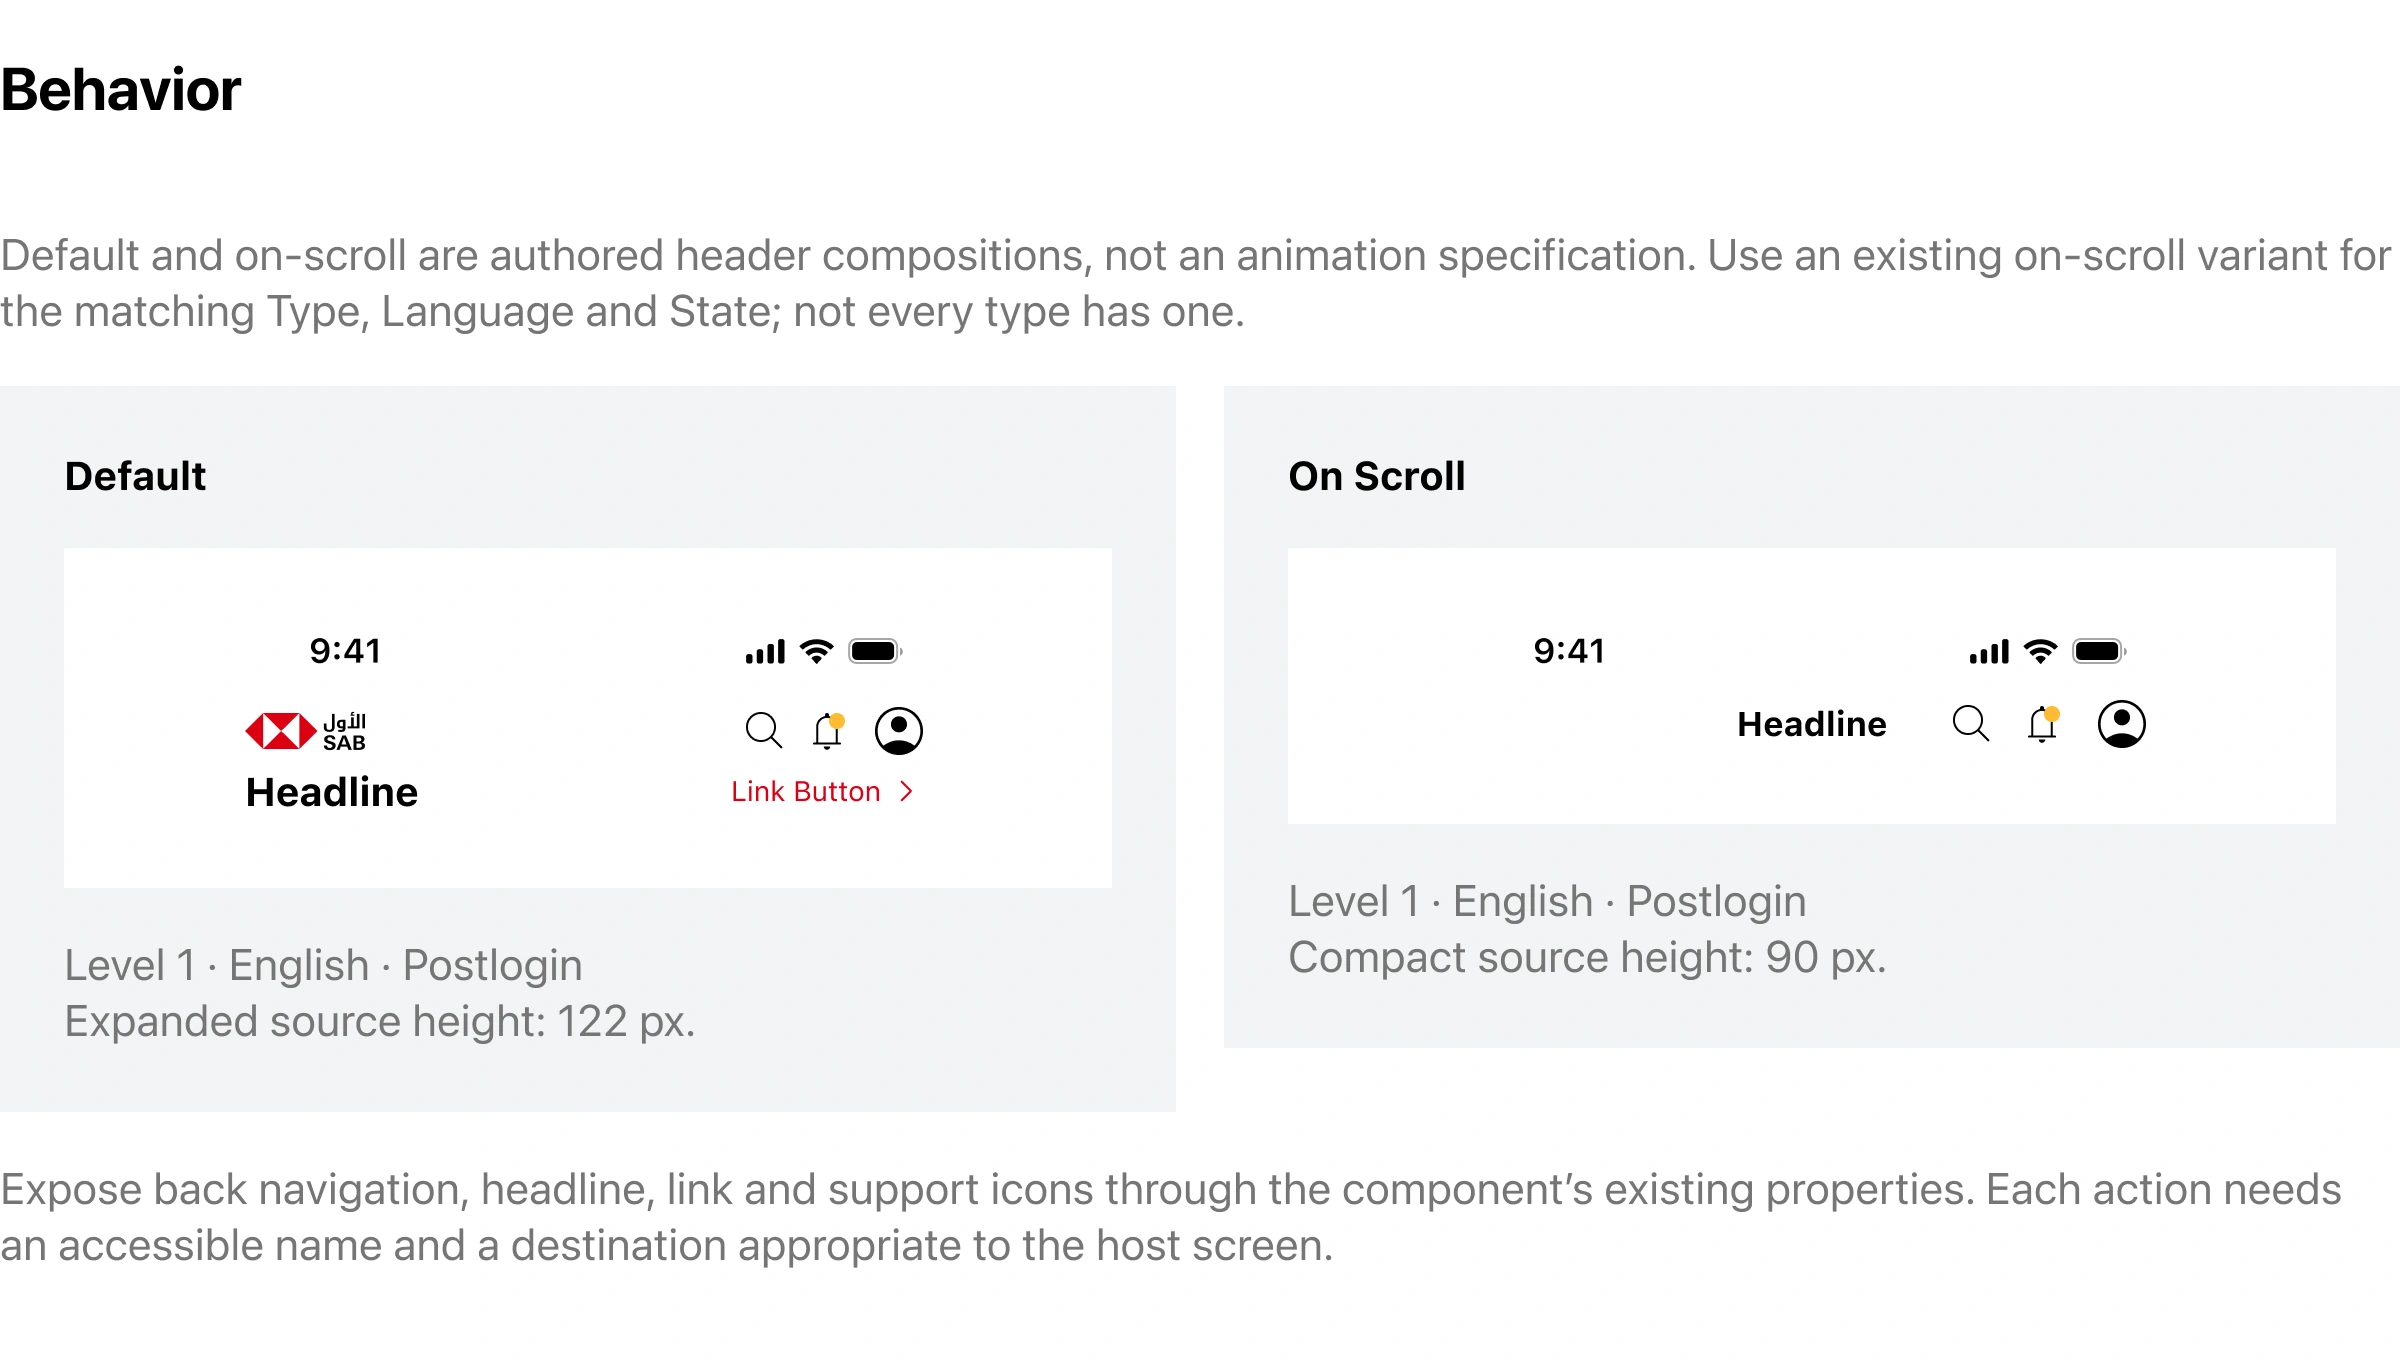 Behavior
Default and on-scroll are authored header compositions, not an animation specification. Use an existing on-scroll variant for
the matching Type, Language and State; not every type has one.
Default
9:41
الأول
SAB
Headline
Link Button
Level 1 · English · Postlogin
Expanded source height: 122 px.
On Scroll
9:41
Headline
Level 1 · English · Postlogin
Compact source height: 90 px.
Expose back navigation, headline, link and support icons through the component’s existing properties. Each action needs
an accessible name and a destination appropriate to the host screen.